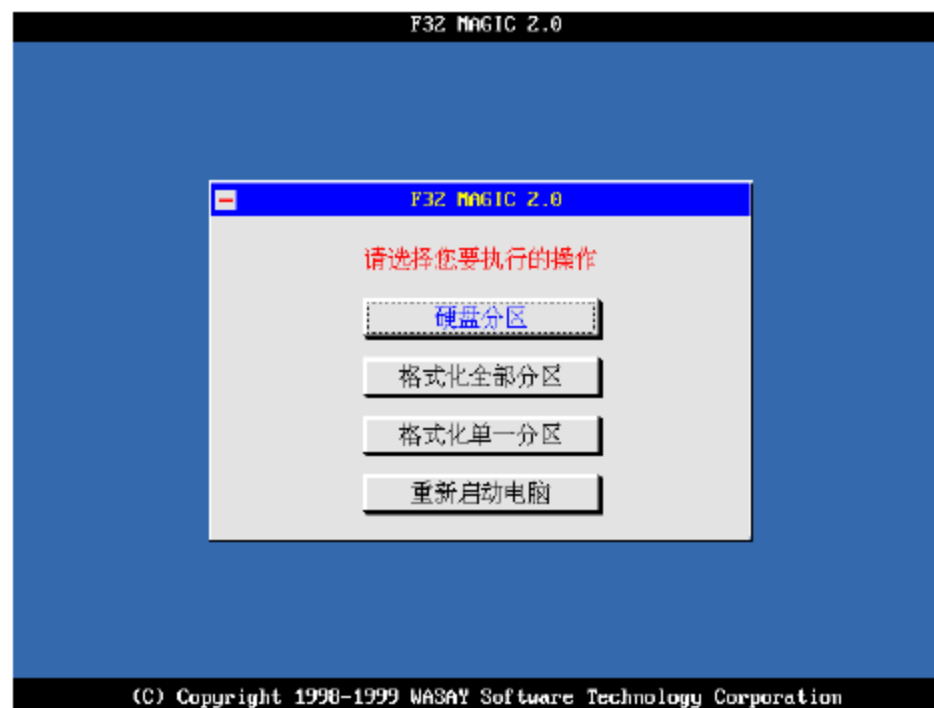 F32 MAGIC 2.0
F32 MAGIC 2.0
请选择您要执行的操作
硬盘分区
格式化全部分区
格式化单一分区
重新启动电脑
(C) Copyright 1998-1999 WASAY Software Technology Corporation